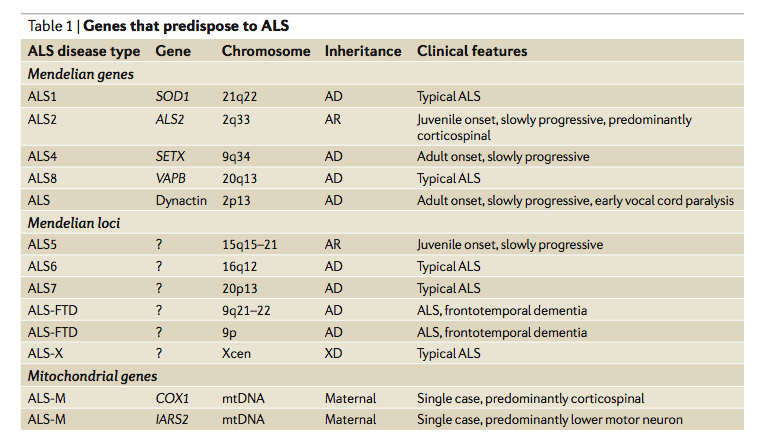 Table 1 | Genes that predispose to ALS
ALS disease type Gene Chromosome Inheritance Clinical features
Mendelian genes
ALS1 SOD1 21q22 AD Typical ALS
ALS2 ALS2 2q33 AR Juvenile onset, slowly progressive, predominantly
corticospinal
ALS4 SETX 9q34 AD Adult onset, slowly progressive
ALS8 VAPB 20q13 AD Typical ALS
ALS Dynactin 2p13 AD Adult onset, slowly progressive, early vocal cord paralysis
Mendelian loci
ALS5 ? 15q15–21 AR Juvenile onset, slowly progressive
ALS6 ? 16q12 AD Typical ALS
ALS7 ? 20p13 AD Typical ALS
ALS-FTD ? 9q21–22 AD ALS, frontotemporal dementia
ALS-FTD ? 9p AD ALS, frontotemporal dementia
ALS-X ? Xcen XD Typical ALS
Mitochondrial genes
ALS-M COX1 mtDNA Maternal Single case, predominantly corticospinal
ALS-M IARS2 mtDNA Maternal Single case, predominantly lower motor neuron